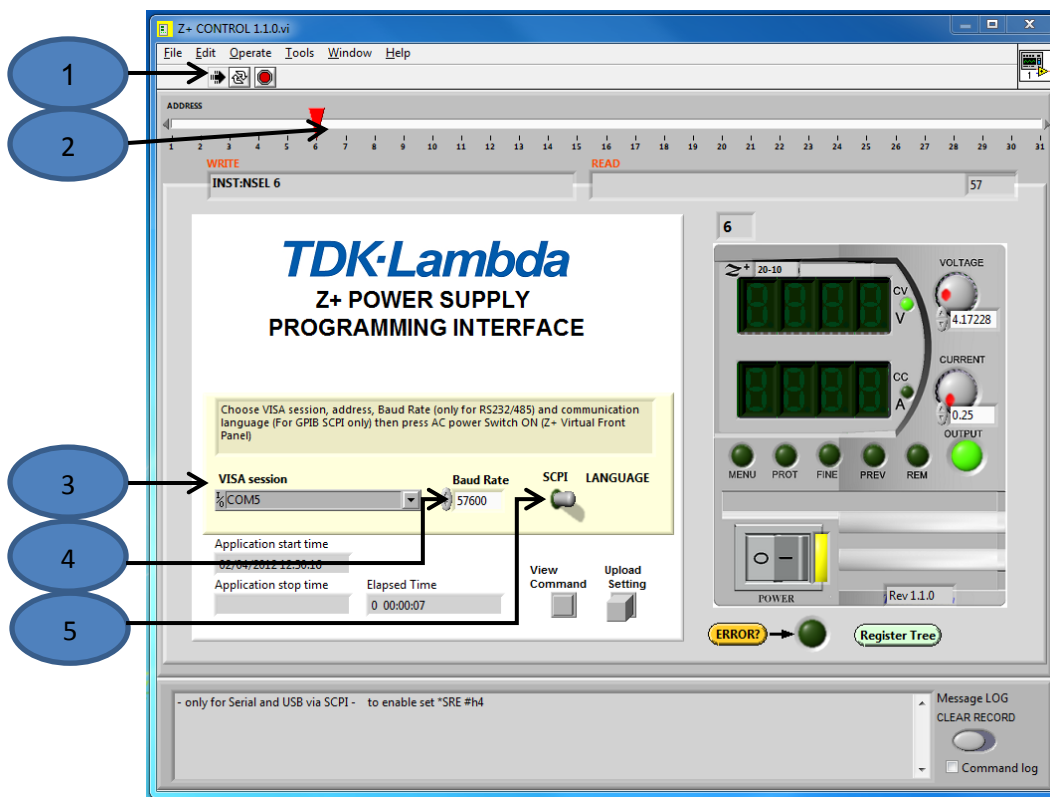 Z+ CONTROL 1.1.0.vi
File Edit Operate Tools Window Help
1
1
ADDRESS
2
1 2 3 4 5 6 7 8 9 10 11 12 13 14 15 16 17 18 19 20 21 22 23 24 25 26 27 28 29 30 31
WRITE
READ
INST:NSEL 6
57
TDK·Lambda
Z+ POWER SUPPLY
PROGRAMMING INTERFACE
6
Z+ 20-10
VOLTAGE
CV
V
4.17228
CURRENT
CC
A
0.25
OUTPUT
MENU PROT FINE PREV REM
Choose VISA session, address, Baud Rate (only for RS232/485) and communication
language (For GPIB SCPI only) then press AC power Switch ON (Z+ Virtual Front
Panel)
3
VISA session
Baud Rate
SCPI LANGUAGE
COM5
57600
4
Application start time
02/04/2012 12:50:16
Application stop time
Elapsed Time
0 00:00:07
View
Command
Upload
Setting
5
POWER
Rev 1.1.0
ERROR?
Register Tree
- only for Serial and USB via SCPI - to enable set *SRE #h4
Message LOG
CLEAR RECORD
Command log